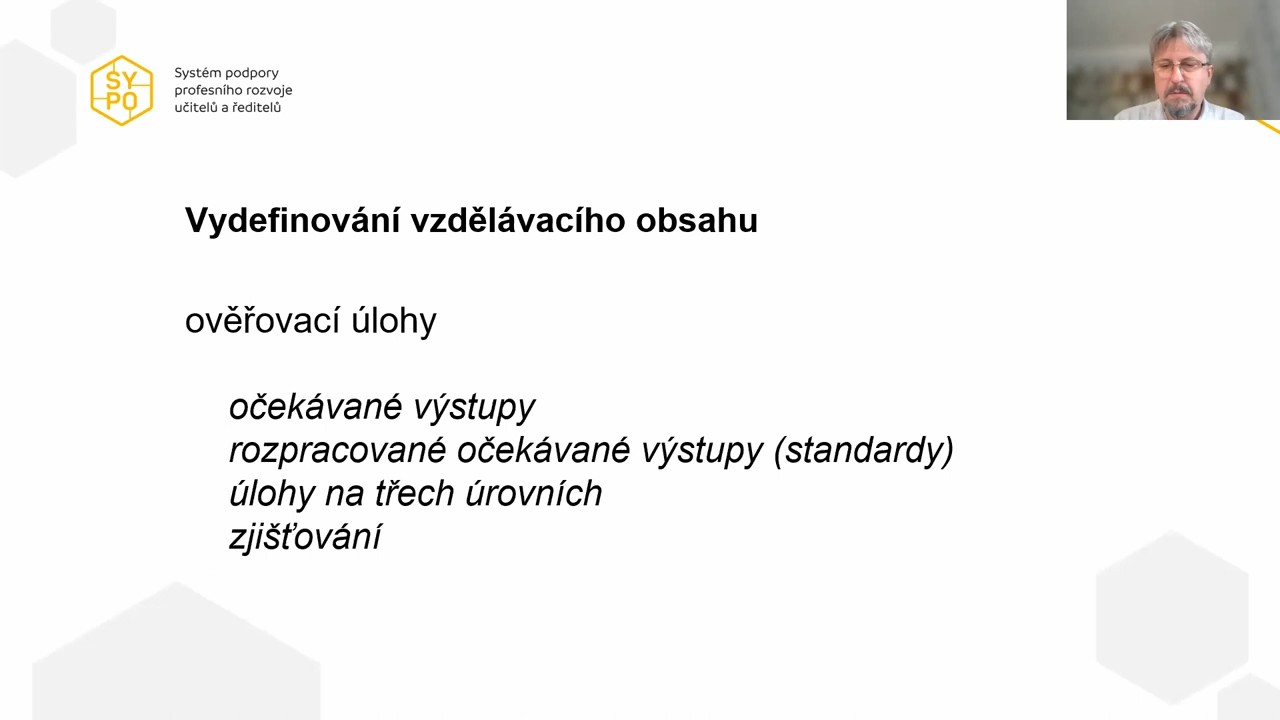 SY
PO
Systém podpory
profesního rozvoje
učitelů a ředitelů
Vydefinování vzdělávacího obsahu
ověřovací úlohy
očekávané výstupy
rozpracované očekávané výstupy (standardy)
úlohy na třech úrovních
zjišťování